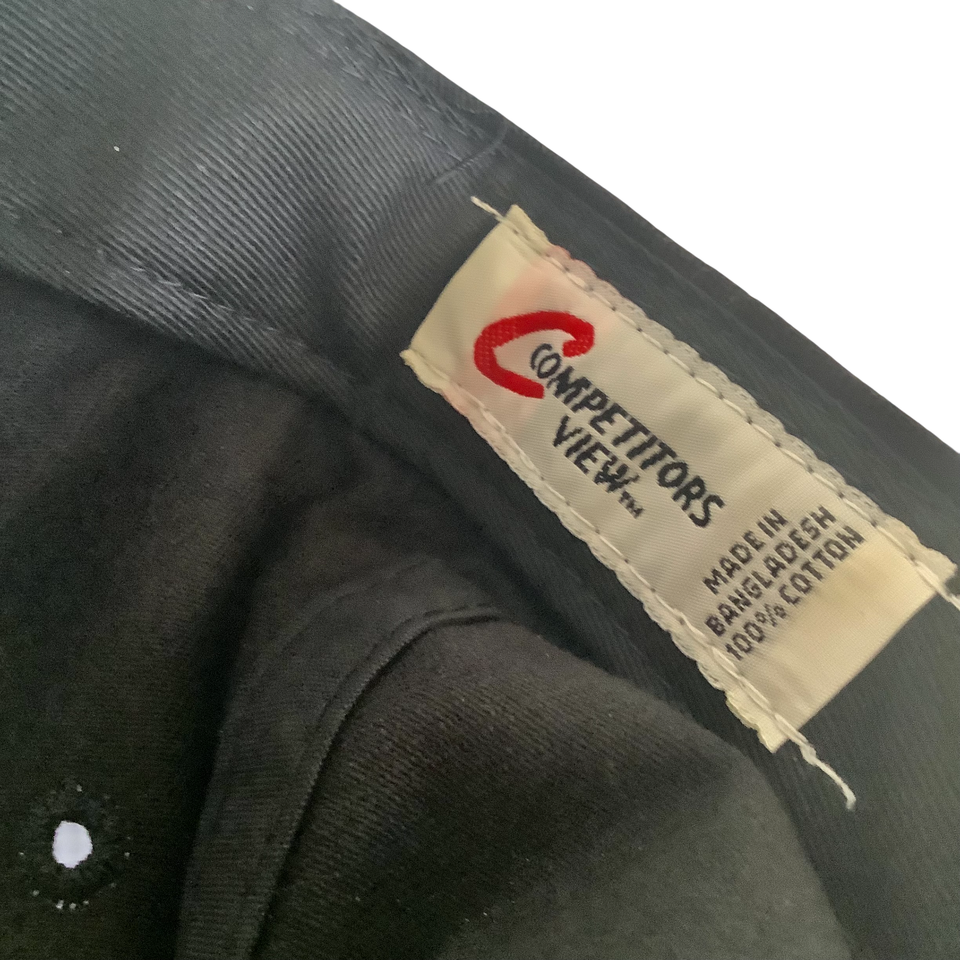 COMPETITORS
VIEW™
MADE IN
BANGLADESH
100% COTTON